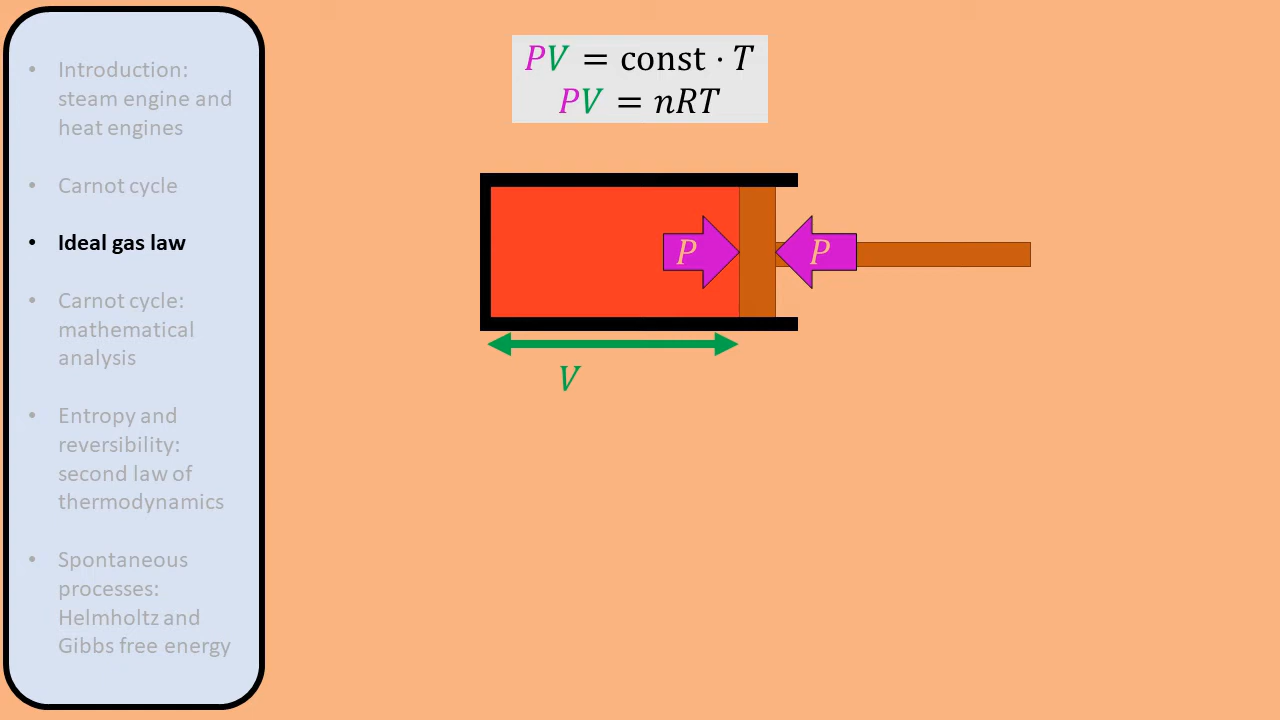 • Introduction:
steam engine and
heat engines
• Carnot cycle
• Ideal gas law
• Carnot cycle:
mathematical
analysis
• Entropy and
reversibility:
second law of
thermodynamics
• Spontaneous
processes:
Helmholtz and
Gibbs free energy
PV = const · T
PV = nRT
P P
V